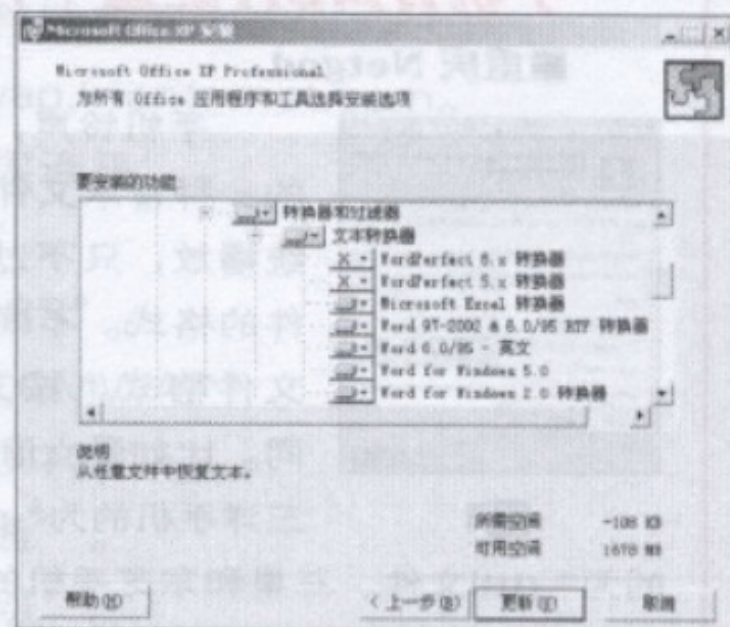 Microsoft Office XP 安装
Microsoft Office XP Professional
为所有 Office 应用程序和工具选择安装选项
要安装的功能
转换器和过滤器
文本转换器
WordPerfect 6.x 转换器
WordPerfect 5.x 转换器
Microsoft Excel 转换器
Word 97-2002 & 6.0/95 RTF 转换器
Word 6.0/95 - 英文
Word for Windows 5.0
Word for Windows 2.0 转换器
说明
从任意文件中恢复文本。
所需空间 -108 KB
可用空间 1678 MB
帮助(H) < 上一步(B) 更新(U) 取消